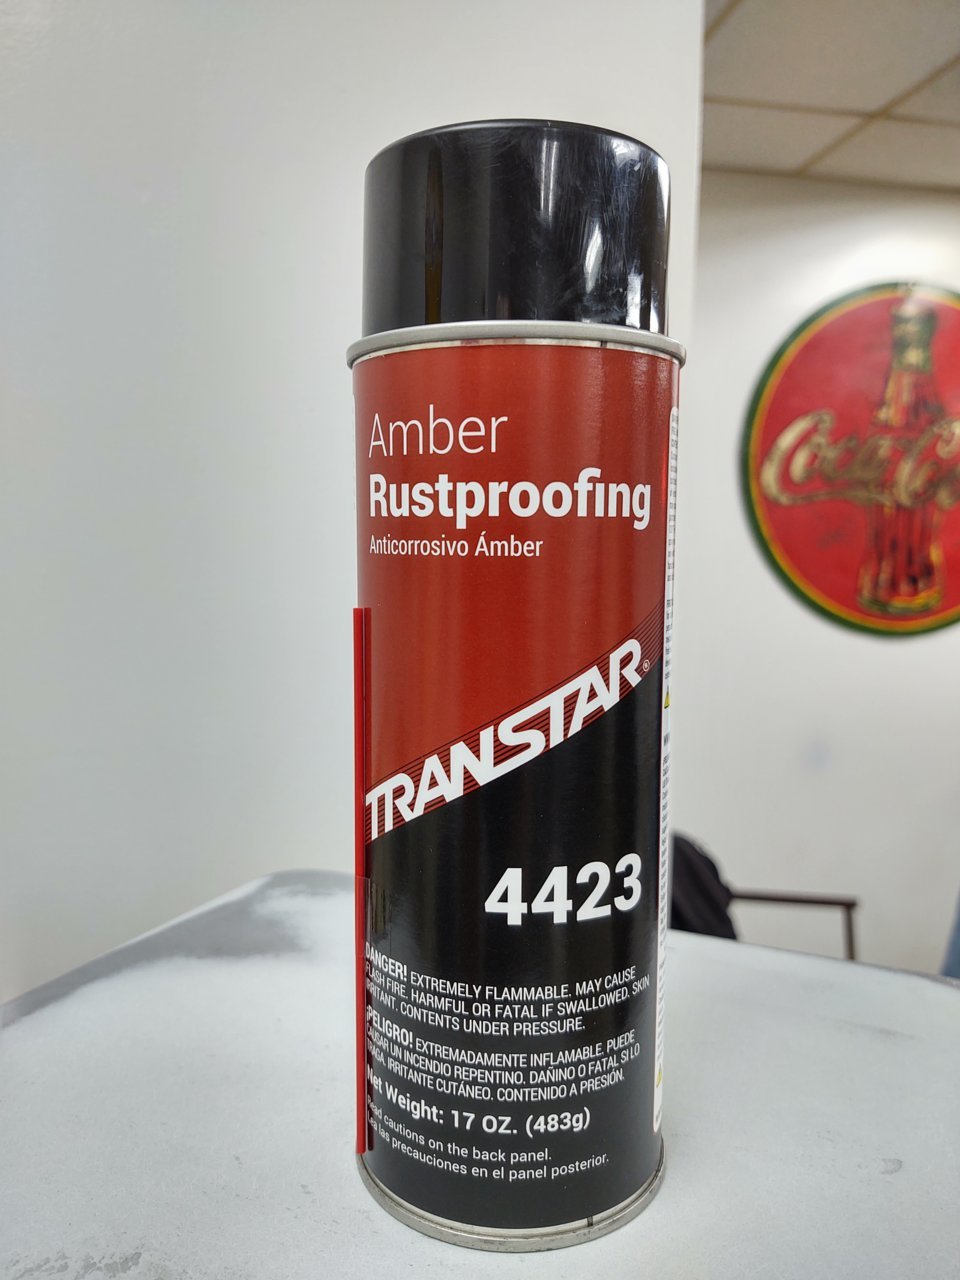 Amber
Rustproofing
Anticorrosivo Ámber
TRANSTAR®
4423
DANGER! EXTREMELY FLAMMABLE. MAY CAUSE
FLASH FIRE. HARMFUL OR FATAL IF SWALLOWED. SKIN
IRRITANT. CONTENTS UNDER PRESSURE.
¡PELIGRO! EXTREMADAMENTE INFLAMABLE. PUEDE
CAUSAR UN INCENDIO REPENTINO. DAÑINO O FATAL SI LO
TRAGA. IRRITANTE CUTÁNEO. CONTENIDO A PRESIÓN.
Net Weight: 17 OZ. (483g)
Read cautions on the back panel.
Lea las precauciones en el panel posterior.
Coca-Co